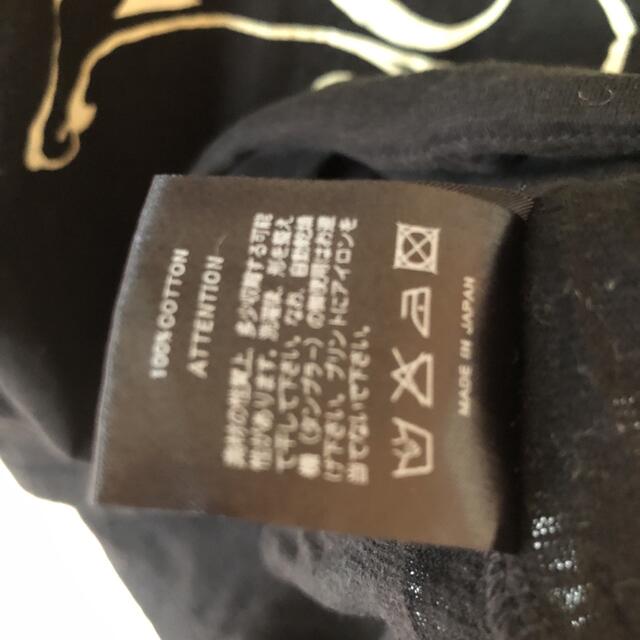 100% COTTON
ATTENTION
素材の性質上、多少収縮する可能
性があります。洗濯後、形を整え
て干して下さい。なお、自動乾燥
機（タンブラー）の御使用はお避
け下さい。プリントにアイロンを
当てないで下さい。
MADE IN JAPAN